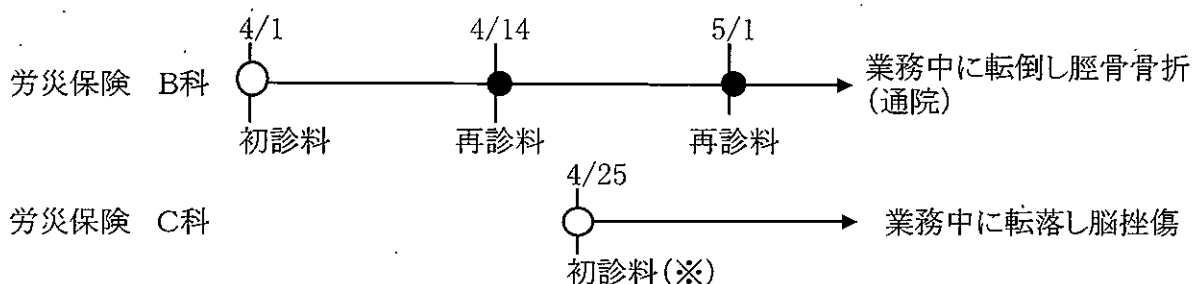 4/1 4/14 5/1
労災保険 B科 業務中に転倒し脛骨骨折
(通院)
初診料 再診料 再診料
4/25
労災保険 C科 業務中に転落し脳挫傷
初診料(※)